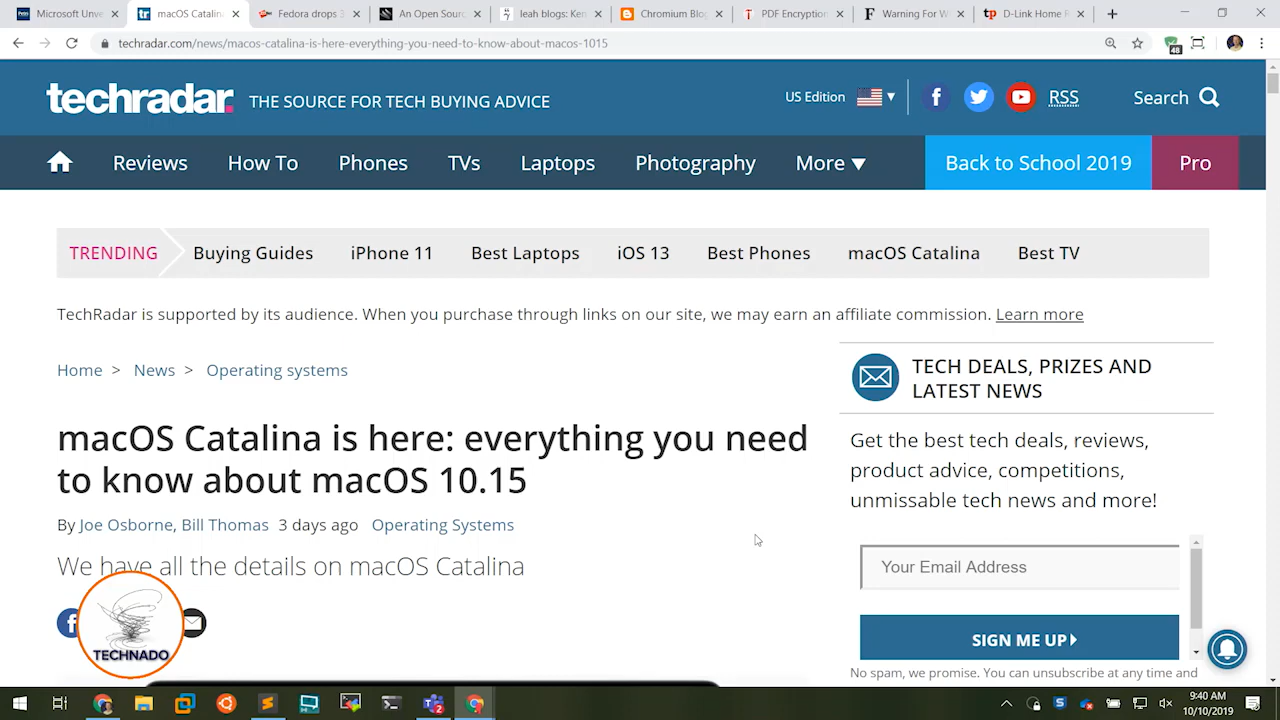 Microsoft Unve
macOS Catalin
Fedora drops 3
An Open Sourc
leah blogs: Ken
Chromium Blog
PDF Encryption
Warning For W
D-Link Home R
techradar.com/news/macos-catalina-is-here-everything-you-need-to-know-about-macos-1015
48
techradar. THE SOURCE FOR TECH BUYING ADVICE
US Edition
RSS
Search
Reviews How To Phones TVs Laptops Photography More Back to School 2019 Pro
TRENDING Buying Guides iPhone 11 Best Laptops iOS 13 Best Phones macOS Catalina Best TV
TechRadar is supported by its audience. When you purchase through links on our site, we may earn an affiliate commission. Learn more
Home > News > Operating systems
macOS Catalina is here: everything you need
to know about macOS 10.15
By Joe Osborne, Bill Thomas 3 days ago Operating Systems
We have all the details on macOS Catalina
TECHNADO
TECH DEALS, PRIZES AND
LATEST NEWS
Get the best tech deals, reviews,
product advice, competitions,
unmissable tech news and more!
Your Email Address
SIGN ME UP
No spam, we promise. You can unsubscribe at any time and
9:40 AM
10/10/2019